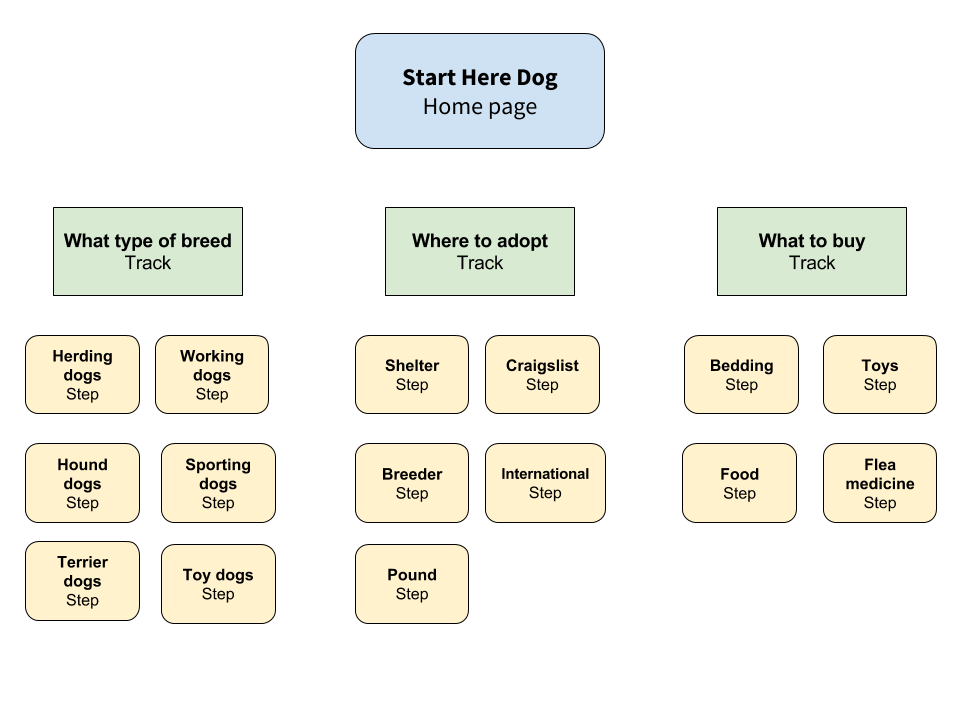 Start Here Dog
Home page
What type of breed
Track
Where to adopt
Track
What to buy
Track
Herding
dogs
Step
Working
dogs
Step
Shelter
Step
Craigslist
Step
Bedding
Step
Toys
Step
Hound
dogs
Step
Sporting
dogs
Step
Breeder
Step
International
Step
Food
Step
Flea
medicine
Step
Terrier
dogs
Step
Toy dogs
Step
Pound
Step